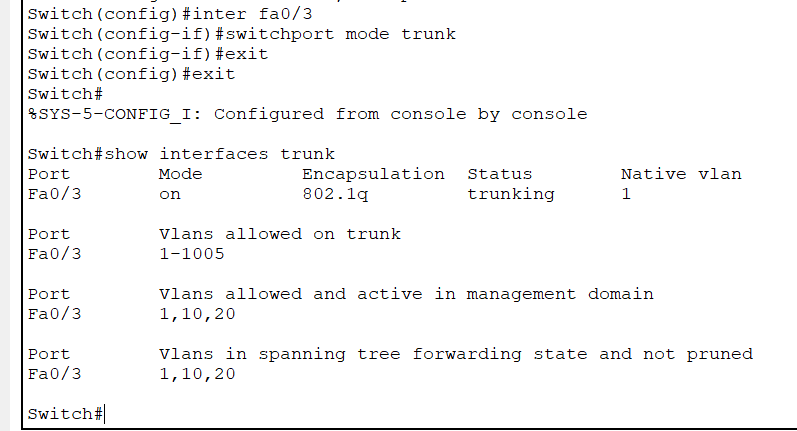 Switch(config)#inter fa0/3
Switch(config-if)#switchport mode trunk
Switch(config-if)#exit
Switch(config)#exit
Switch#
%SYS-5-CONFIG_I: Configured from console by console
Switch#show interfaces trunk
Port        Mode         Encapsulation  Status        Native vlan
Fa0/3       on           802.1q         trunking      1
Port        Vlans allowed on trunk
Fa0/3       1-1005
Port        Vlans allowed and active in management domain
Fa0/3       1,10,20
Port        Vlans in spanning tree forwarding state and not pruned
Fa0/3       1,10,20
Switch#